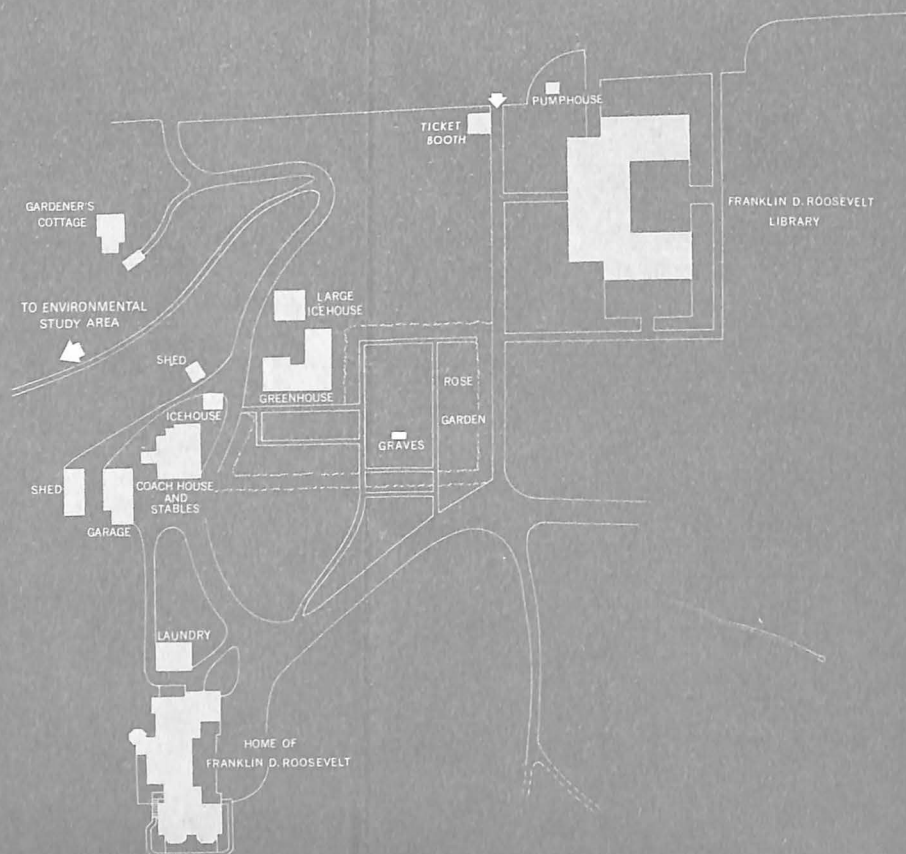 PUMPHOUSE
TICKET
BOOTH
FRANKLIN D. ROOSEVELT
LIBRARY
GARDENER'S
COTTAGE
TO ENVIRONMENTAL
STUDY AREA
LARGE
ICEHOUSE
SHED
GREENHOUSE
ICEHOUSE
ROSE
GARDEN
GRAVES
SHED
COACH HOUSE
AND
STABLES
GARAGE
LAUNDRY
HOME OF
FRANKLIN D. ROOSEVELT